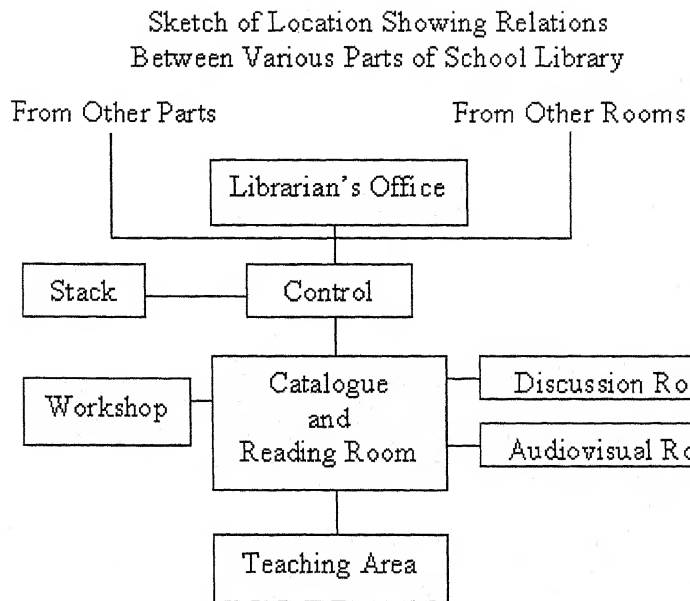 Sketch of Location Showing Relations
Between Various Parts of School Library
From Other Parts
From Other Rooms
Librarian's Office
Stack
Control
Catalogue
and
Reading Room
Workshop
Discussion Ro
Audiovisual Ro
Teaching Area